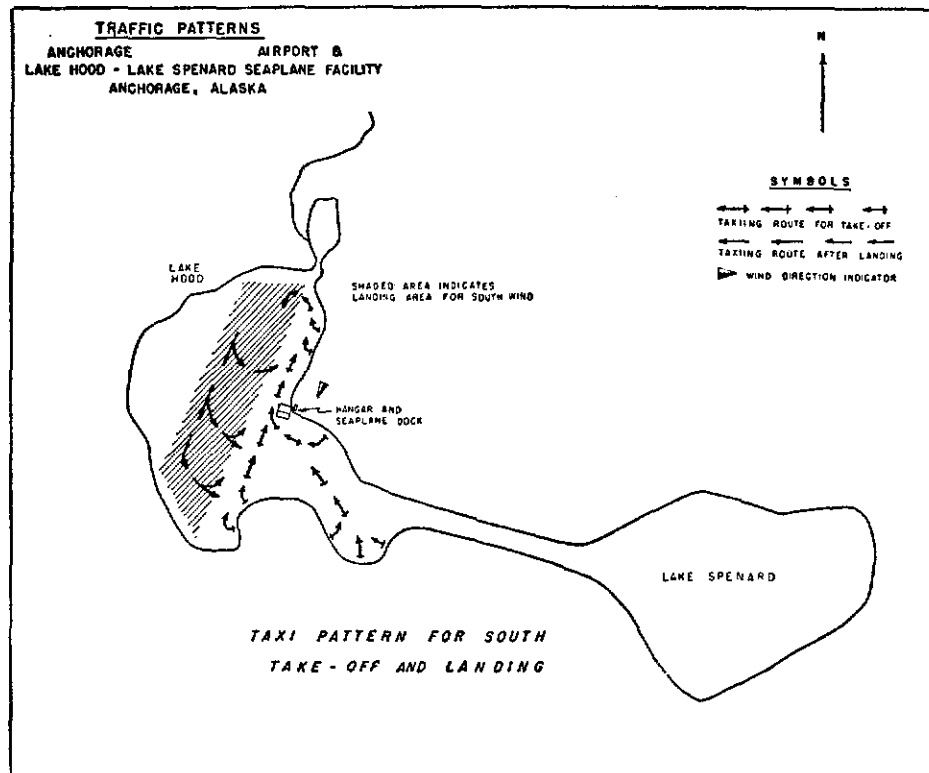 TRAFFIC PATTERNS
ANCHORAGE AIRPORT &
LAKE HOOD - LAKE SPENARD SEAPLANE FACILITY
ANCHORAGE, ALASKA
N
SYMBOLS
TAXIING ROUTE FOR TAKE-OFF
TAXIING ROUTE AFTER LANDING
WIND DIRECTION INDICATOR
LAKE
HOOD
SHADED AREA INDICATES
LANDING AREA FOR SOUTH WIND
HANGAR AND
SEAPLANE DOCK
LAKE SPENARD
TAXI PATTERN FOR SOUTH
TAKE-OFF AND LANDING